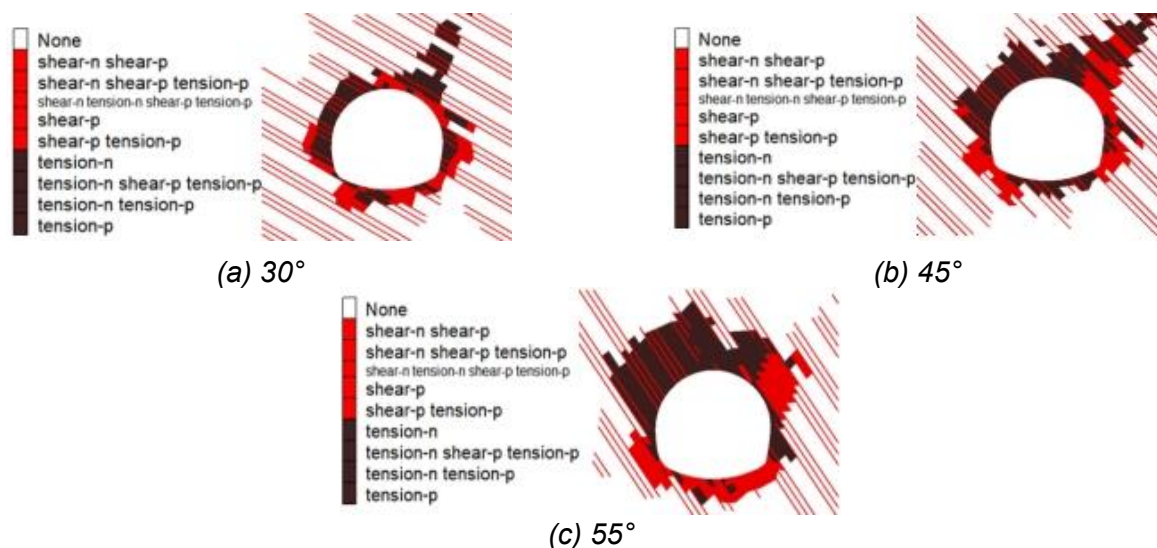 None
shear-n shear-p
shear-n shear-p tension-p
shear-n tension-n shear-p tension-p
shear-p
shear-p tension-p
tension-n
tension-n shear-p tension-p
tension-n tension-p
tension-p
(a) 30°
None
shear-n shear-p
shear-n shear-p tension-p
shear-n tension-n shear-p tension-p
shear-p
shear-p tension-p
tension-n
tension-n shear-p tension-p
tension-n tension-p
tension-p
(b) 45°
None
shear-n shear-p
shear-n shear-p tension-p
shear-n tension-n shear-p tension-p
shear-p
shear-p tension-p
tension-n
tension-n shear-p tension-p
tension-n tension-p
tension-p
(c) 55°